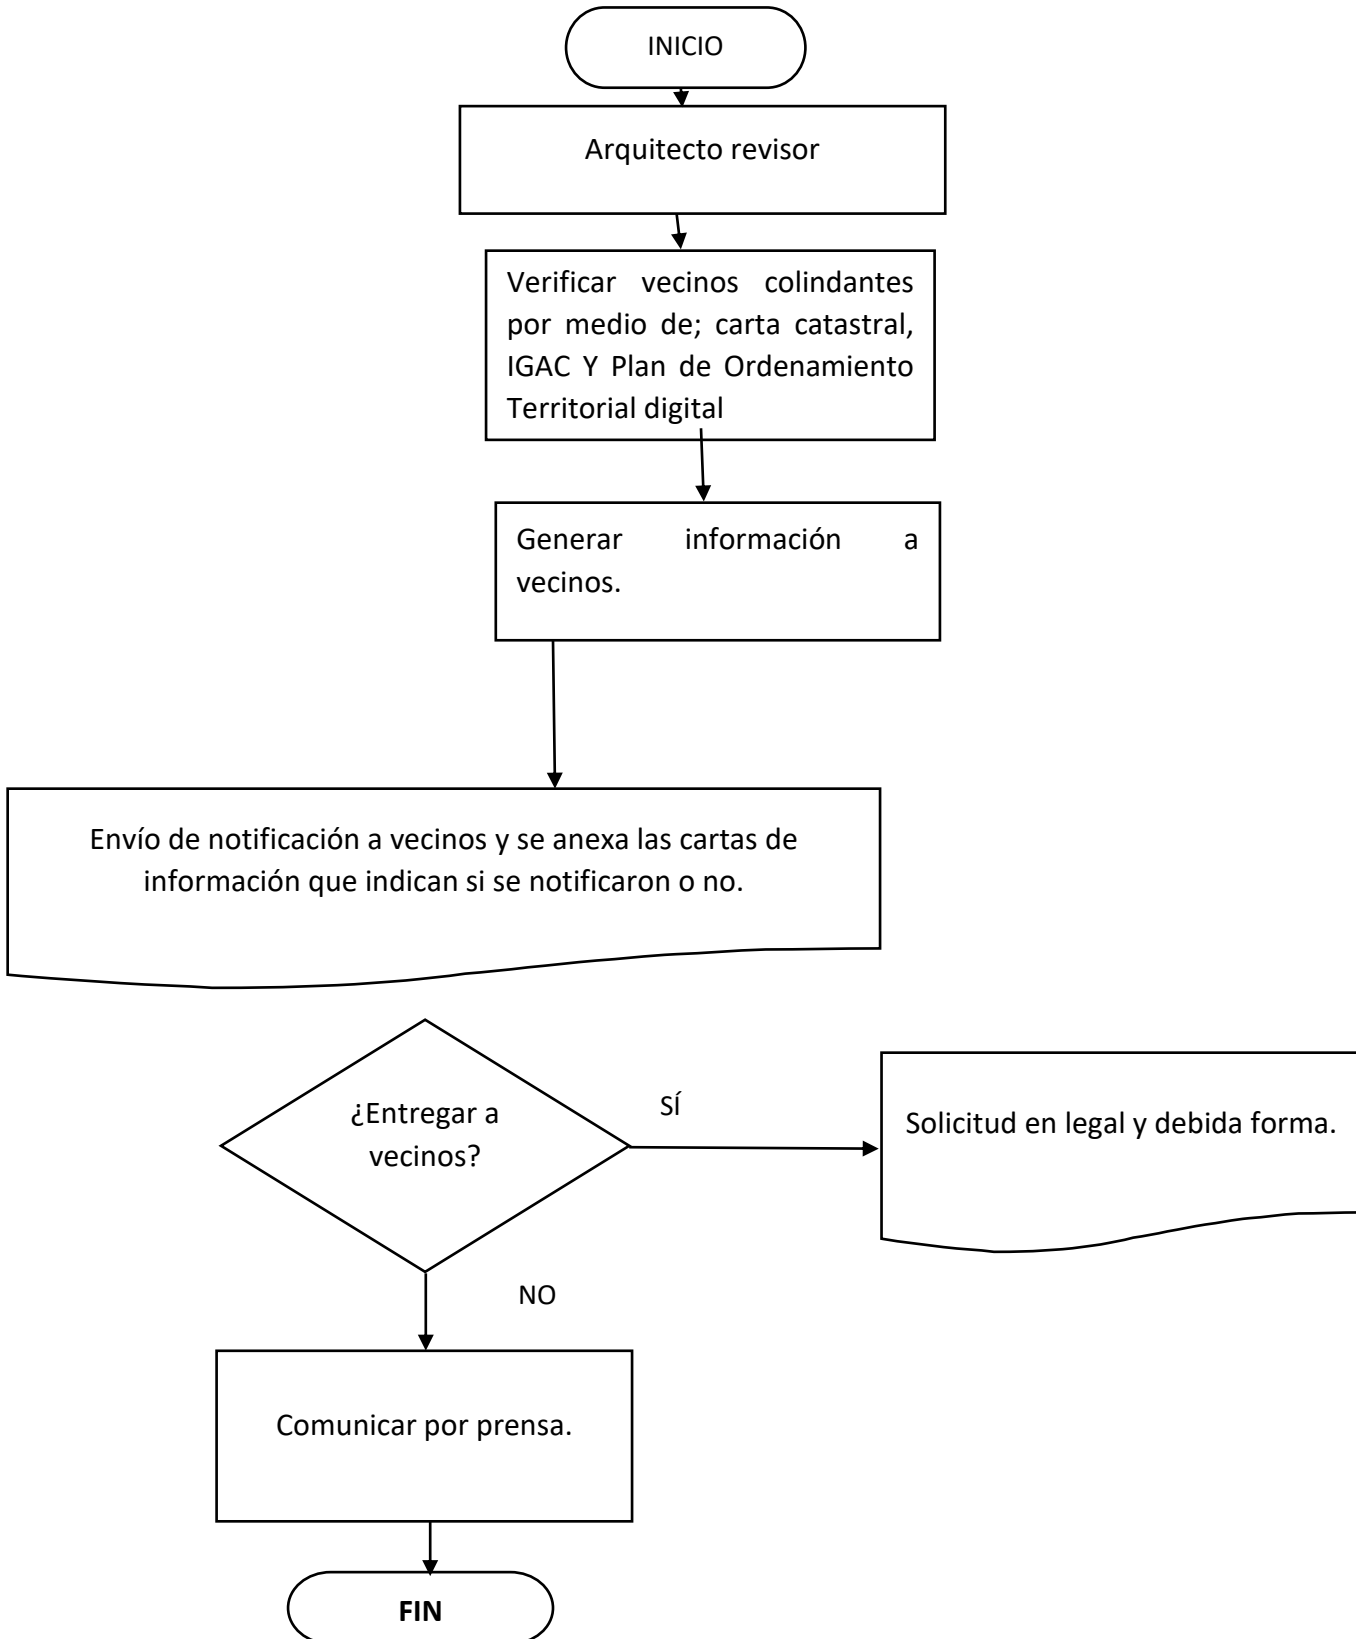 INICIO
Arquitecto revisor
Verificar vecinos colindantes
por medio de; carta catastral,
IGAC Y Plan de Ordenamiento
Territorial digital
Generar información a
vecinos.
Envío de notificación a vecinos y se anexa las cartas de
información que indican si se notificaron o no.
¿Entregar a
vecinos?
SÍ
Solicitud en legal y debida forma.
NO
Comunicar por prensa.
FIN